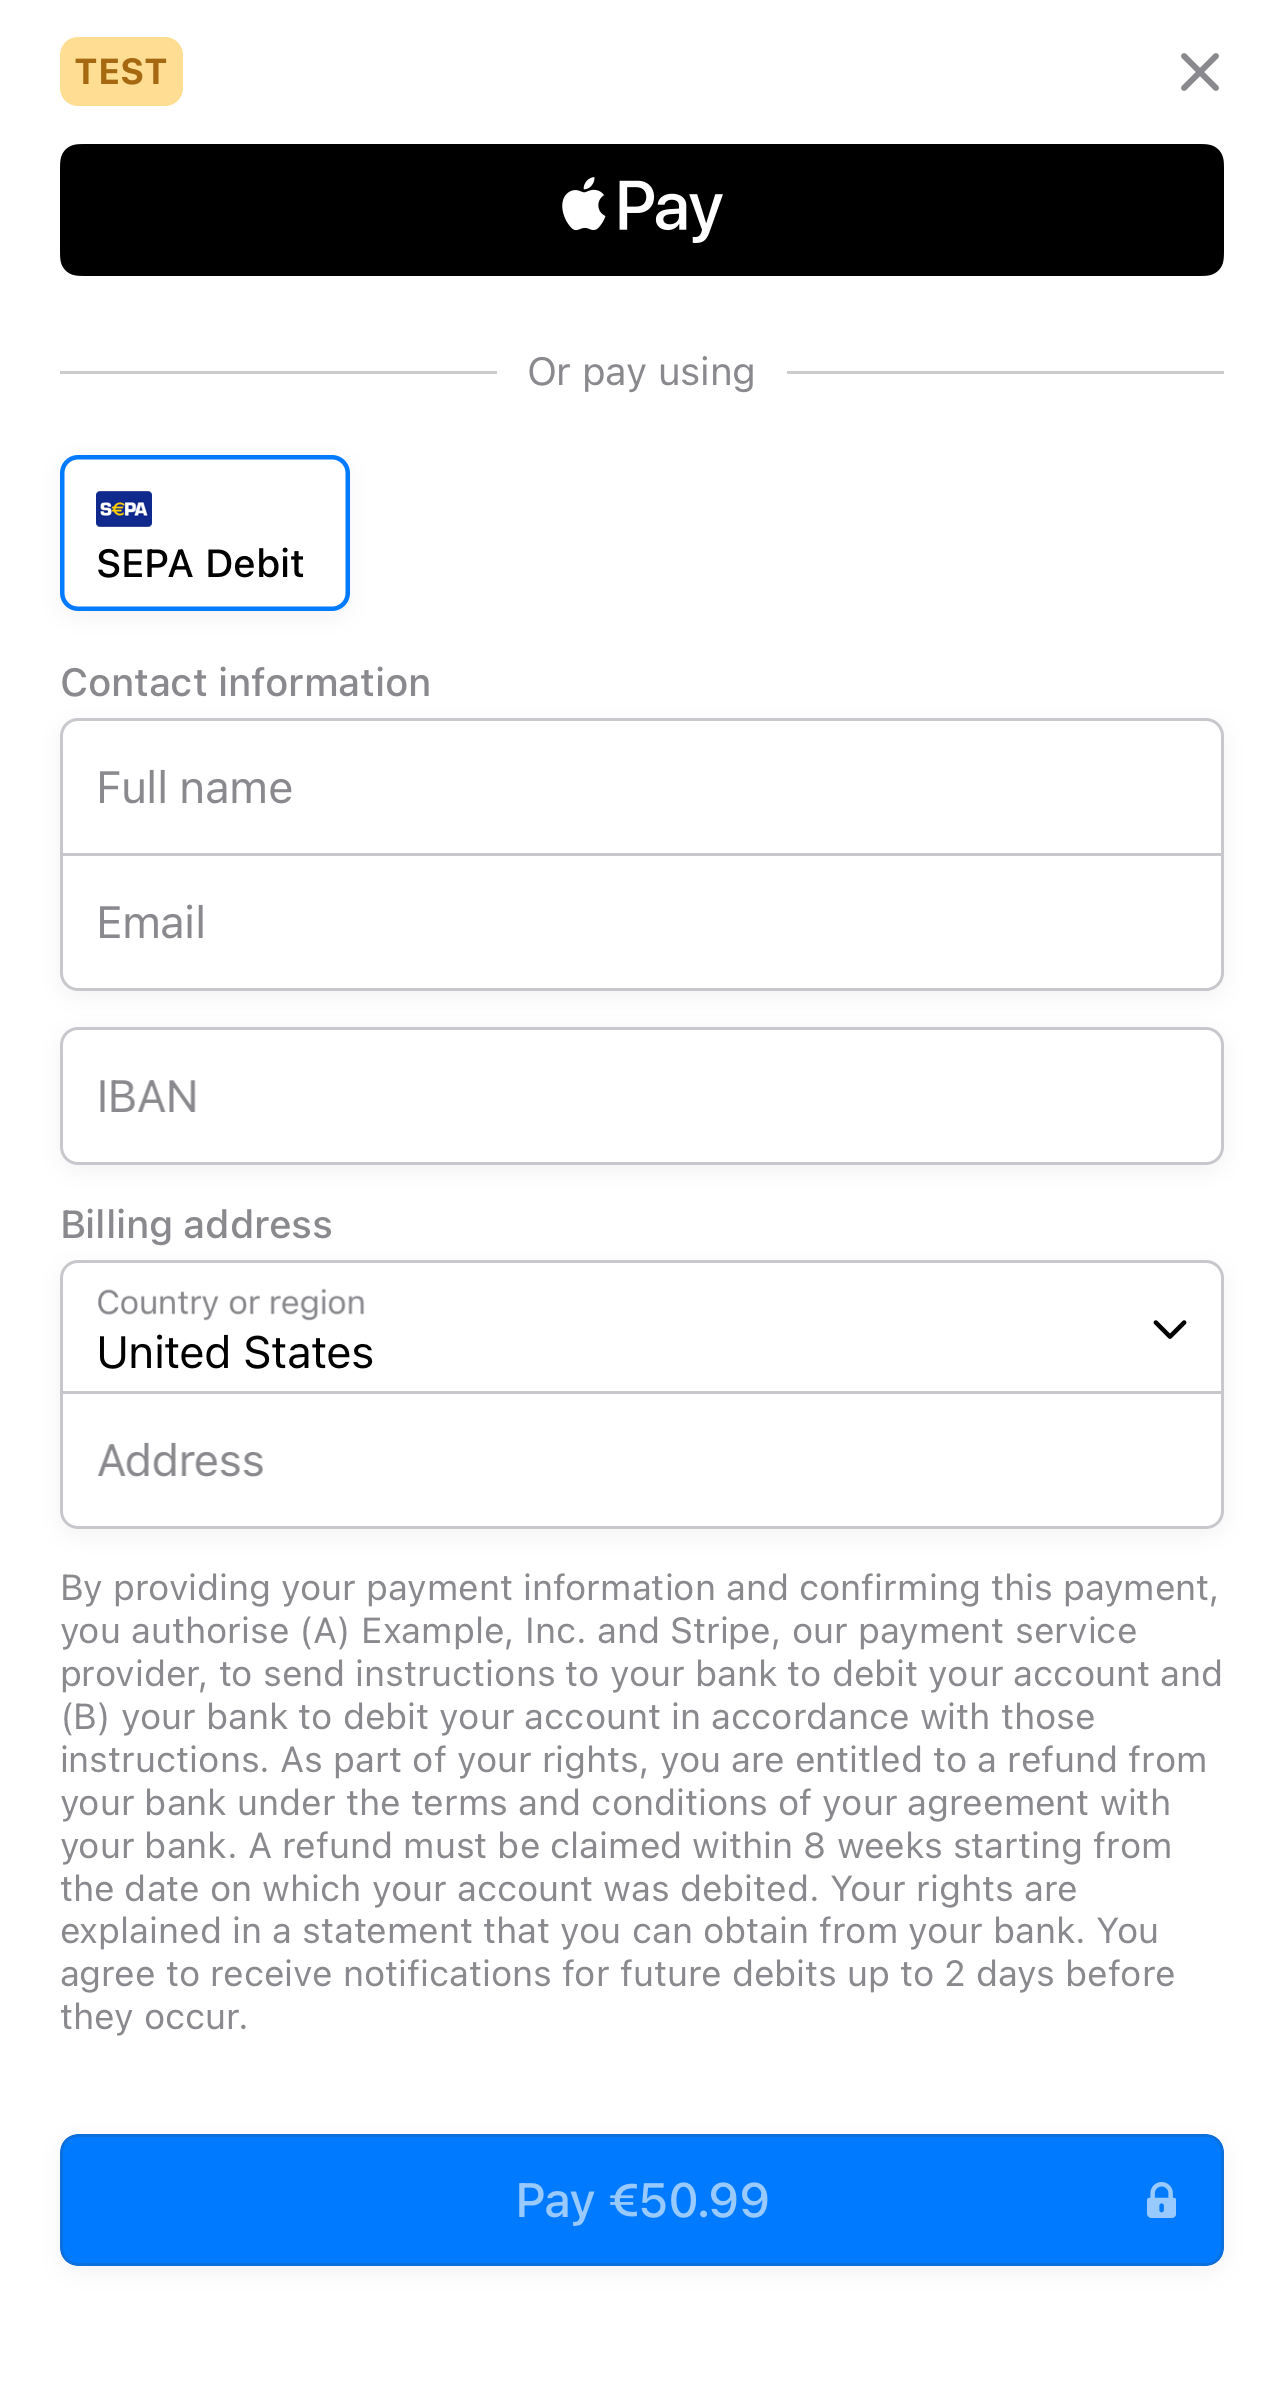 TEST
Pay
Or pay using
S€PA
SEPA Debit
Contact information
Full name
Email
IBAN
Billing address
Country or region
United States
Address
By providing your payment information and confirming this payment,
you authorise (A) Example, Inc. and Stripe, our payment service
provider, to send instructions to your bank to debit your account and
(B) your bank to debit your account in accordance with those
instructions. As part of your rights, you are entitled to a refund from
your bank under the terms and conditions of your agreement with
your bank. A refund must be claimed within 8 weeks starting from
the date on which your account was debited. Your rights are
explained in a statement that you can obtain from your bank. You
agree to receive notifications for future debits up to 2 days before
they occur.
Pay €50.99